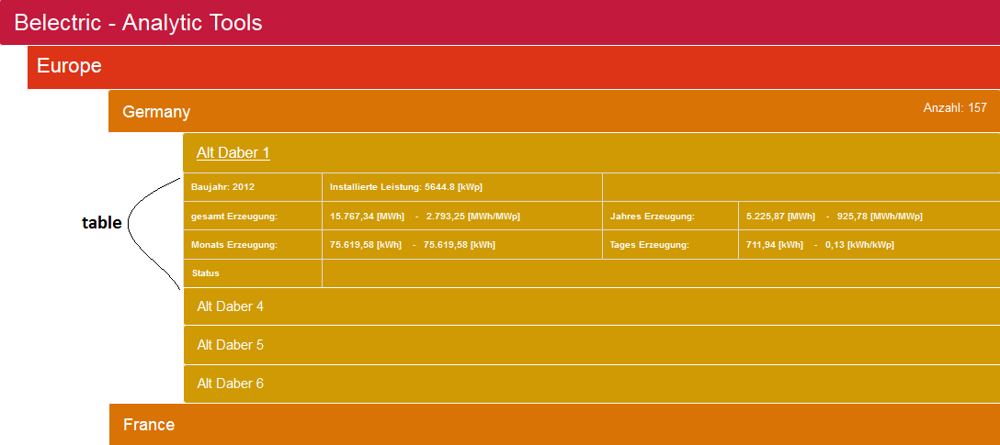 Belectric - Analytic Tools
Europe
Germany Anzahl: 157
Alt Daber 1
Baujahr: 2012 Installierte Leistung: 5644.8 [kWp]
table
gesamt Erzeugung: 15.767,34 [MWh] - 2.793,25 [MWh/MWp] Jahres Erzeugung: 5.225,87 [MWh] - 925,78 [MWh/MWp]
Monats Erzeugung: 75.619,58 [kWh] - 75.619,58 [kWh] Tages Erzeugung: 711,94 [kWh] - 0,13 [kWh/kWp]
Status
Alt Daber 4
Alt Daber 5
Alt Daber 6
France